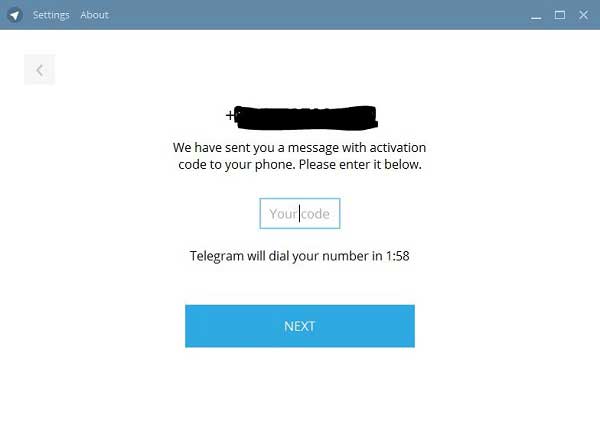 Settings About
+
We have sent you a message with activation
code to your phone. Please enter it below.
Your code
Telegram will dial your number in 1:58
NEXT